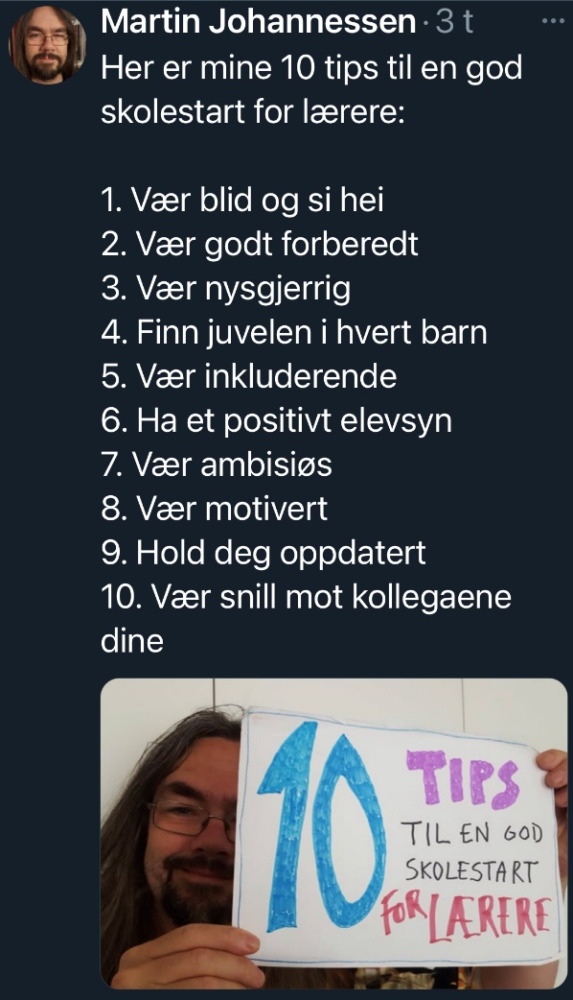 Martin Johannessen · 3 t
Her er mine 10 tips til en god
skolestart for lærere:
1. Vær blid og si hei
2. Vær godt forberedt
3. Vær nysgjerrig
4. Finn juvelen i hvert barn
5. Vær inkluderende
6. Ha et positivt elevsyn
7. Vær ambisiøs
8. Vær motivert
9. Hold deg oppdatert
10. Vær snill mot kollegaene
dine
10 TIPS
TIL EN GOD
SKOLESTART
FOR LÆRERE